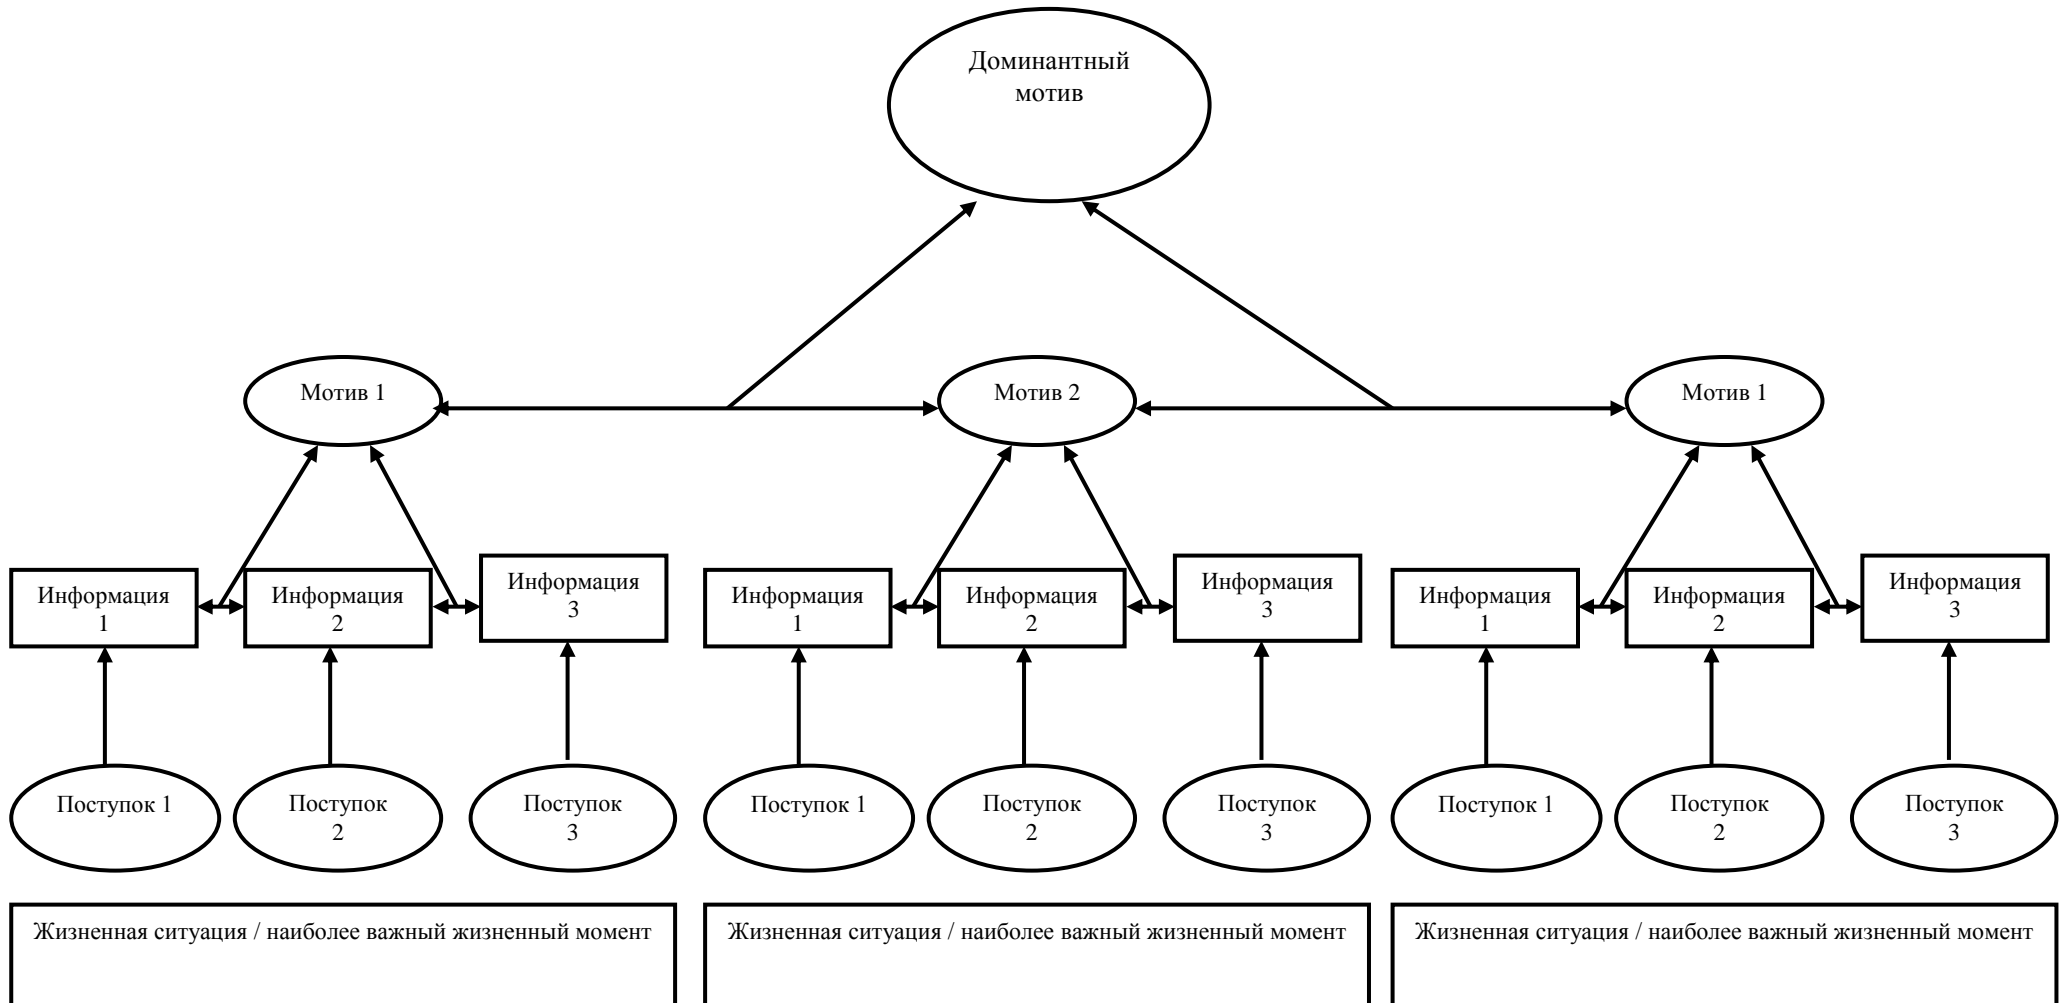 Доминантный
мотив
Мотив 1
Мотив 2
Мотив 1
Информация
1
Информация
2
Информация
3
Информация
1
Информация
2
Информация
3
Информация
1
Информация
2
Информация
3
Поступок 1
Поступок
2
Поступок
3
Поступок 1
Поступок
2
Поступок
3
Поступок 1
Поступок
2
Поступок
3
Жизненная ситуация / наиболее важный жизненный момент
Жизненная ситуация / наиболее важный жизненный момент
Жизненная ситуация / наиболее важный жизненный момент